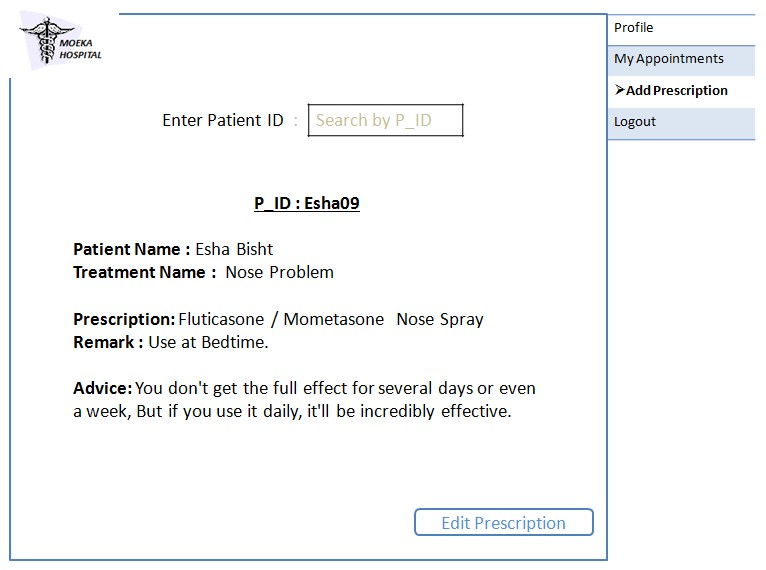 MOEKA
HOSPITAL
Profile
My Appointments
➤Add Prescription
Logout
Enter Patient ID :
Search by P_ID
P_ID : Esha09
Patient Name : Esha Bisht
Treatment Name : Nose Problem
Prescription: Fluticasone / Mometasone Nose Spray
Remark : Use at Bedtime.
Advice: You don't get the full effect for several days or even
a week, But if you use it daily, it'll be incredibly effective.
Edit Prescription